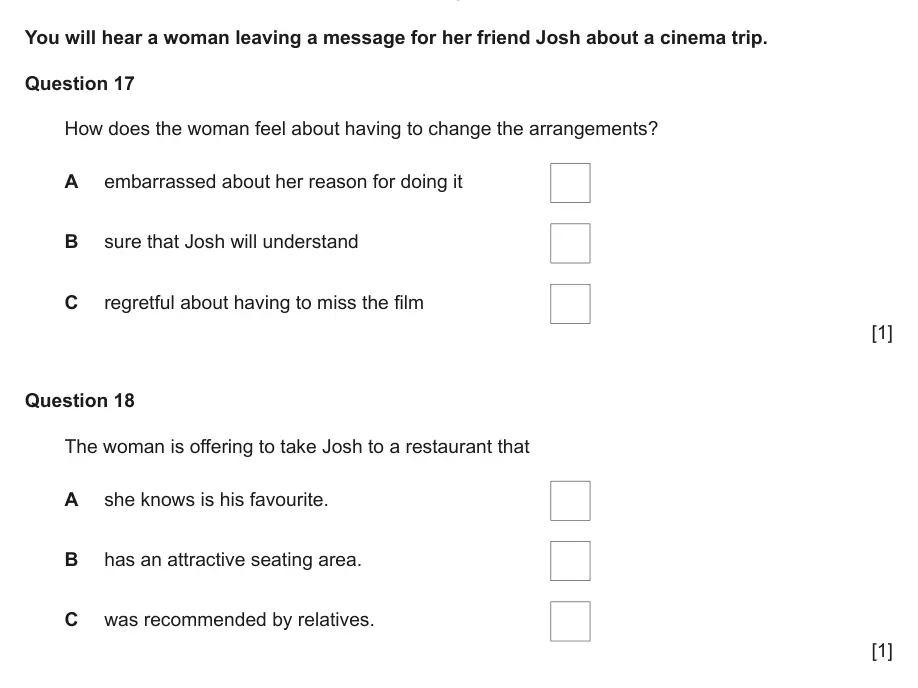 You will hear a woman leaving a message for her friend Josh about a cinema trip.
Question 17
How does the woman feel about having to change the arrangements?
A embarrassed about her reason for doing it
B sure that Josh will understand
C regretful about having to miss the film
[1]
Question 18
The woman is offering to take Josh to a restaurant that
A she knows is his favourite.
B has an attractive seating area.
C was recommended by relatives.
[1]